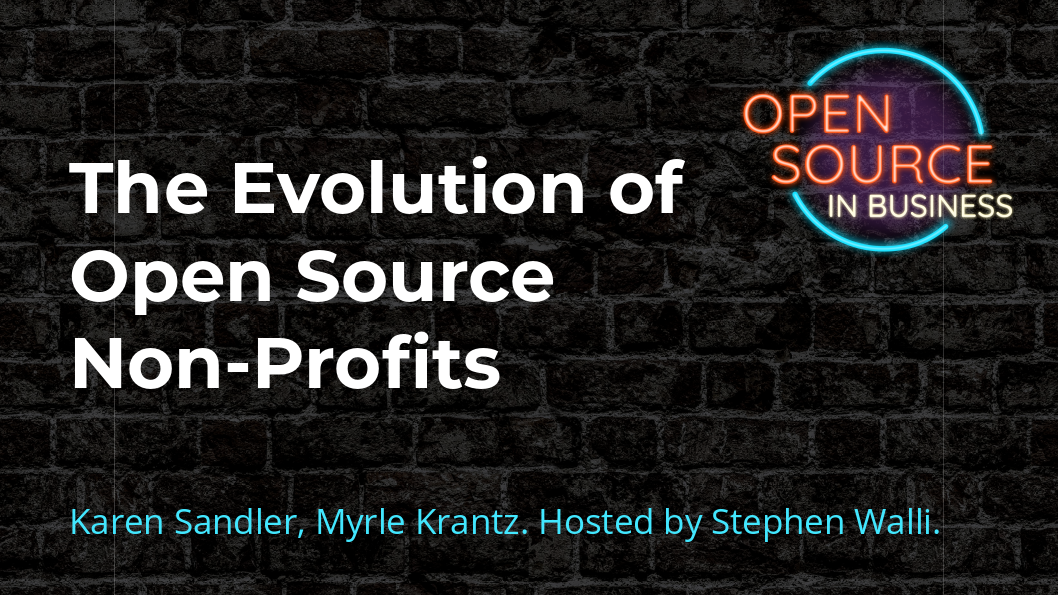 OPEN
SOURCE
IN BUSINESS
The Evolution of
Open Source
Non-Profits
Karen Sandler, Myrle Krantz. Hosted by Stephen Walli.